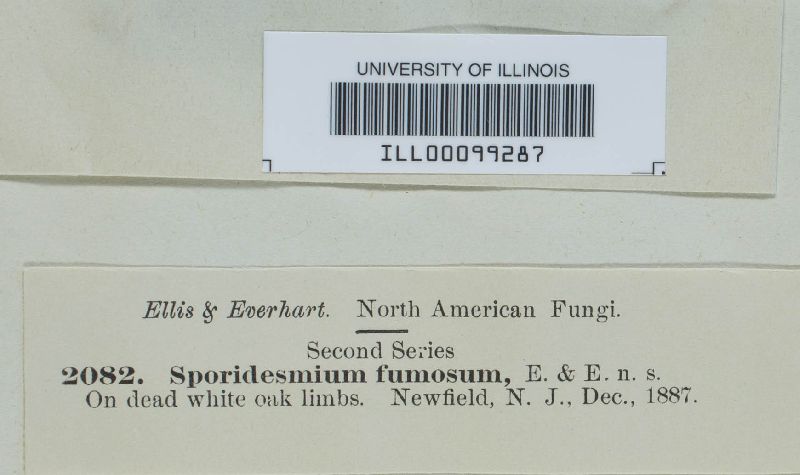 UNIVERSITY OF ILLINOIS
ILL00099287
Ellis & Everhart. North American Fungi.
Second Series
2082. Sporidesmium fumosum, E. & E. n. s.
On dead white oak limbs. Newfield, N. J., Dec., 1887.